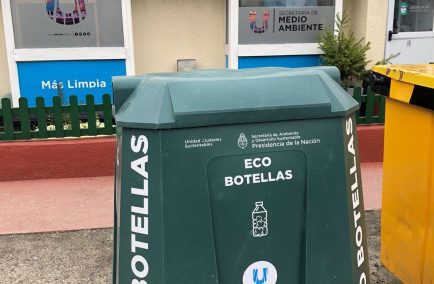 SECRETARÍA DE
MEDIO
AMBIENTE
Más Limpia
Unidad Ciudades
Sustentables
Secretaría de Ambiente
y Desarrollo Sustentable
Presidencia de la Nación
ECO
BOTELLAS
BOTELLAS
O BOTELLAS